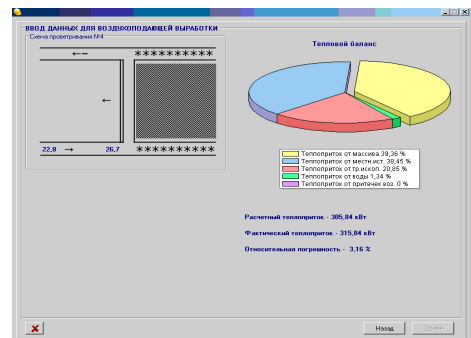 ВВОД ДАННЫХ ДЛЯ ВОЗДУХОПОДАЮЩЕЙ ВЫРАБОТКИ
Схема проветривания №4
22,8 → 26,7
Тепловой баланс
Теплоприток от массива 39,36 %
Теплоприток от местн.ист. 38,45 %
Теплоприток от тр.ископ. 20,85 %
Теплоприток от воды 1,34 %
Теплоприток от притечек воз. 0 %
Расчетный теплоприток - 305,84 кВт
Фактический теплоприток - 315,84 кВт
Относительная погрешность - 3,16 %
Назад
Далее